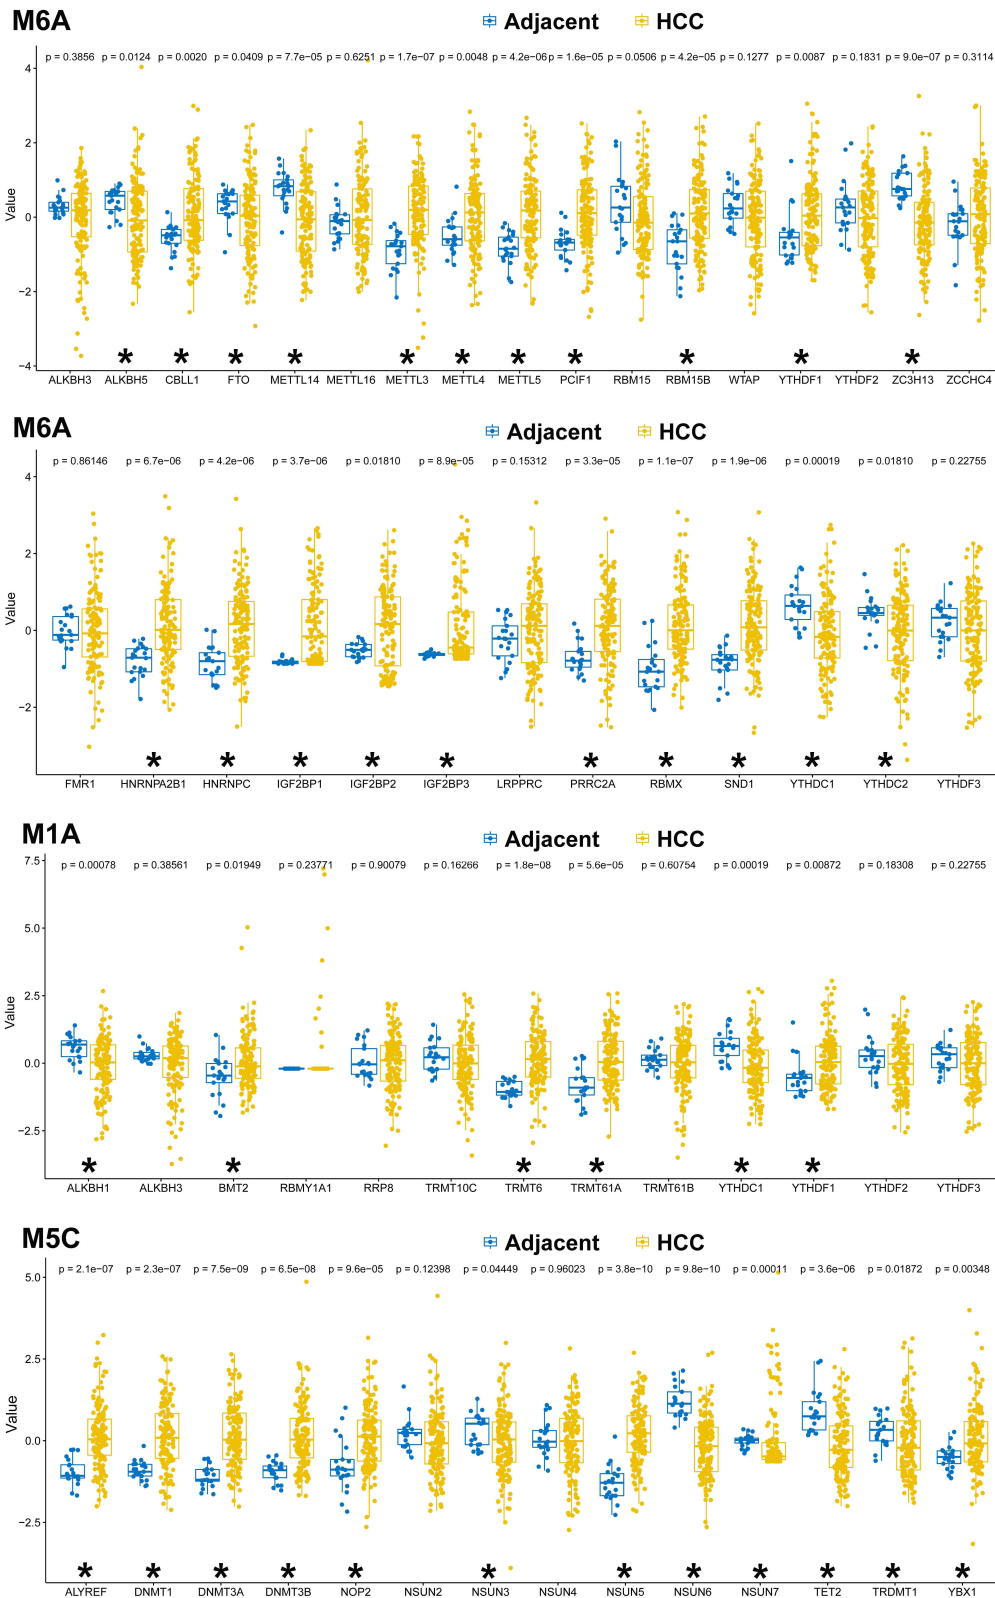 M6A
Adjacent HCC
p = 0.3856 p = 0.0124 p = 0.0020 p = 0.0409 p = 7.7e−05 p = 0.6251 p = 1.7e−07 p = 0.0048 p = 4.2e−06 p = 1.6e−05 p = 0.0506 p = 4.2e−05 p = 0.1277 p = 0.0087 p = 0.1831 p = 9.0e−07 p = 0.3114
4
2
0
−2
−4
Value
* * * * * * * * * * *
ALKBH3 ALKBH5 CBLL1 FTO METTL14 METTL16 METTL3 METTL4 METTL5 PCIF1 RBM15 RBM15B WTAP YTHDF1 YTHDF2 ZC3H13 ZCCHC4
M6A
Adjacent HCC
p = 0.86146 p = 6.7e−06 p = 4.2e−06 p = 3.7e−06 p = 0.01810 p = 8.9e−05 p = 0.15312 p = 3.3e−05 p = 1.1e−07 p = 1.9e−06 p = 0.00019 p = 0.01810 p = 0.22755
4
2
0
−2
Value
* * * * * * * * * *
FMR1 HNRNPA2B1 HNRNPC IGF2BP1 IGF2BP2 IGF2BP3 LRPPRC PRRC2A RBMX SND1 YTHDC1 YTHDC2 YTHDF3
M1A
Adjacent HCC
p = 0.00078 p = 0.38561 p = 0.01949 p = 0.23771 p = 0.90079 p = 0.16266 p = 1.8e−08 p = 5.6e−05 p = 0.60754 p = 0.00019 p = 0.00872 p = 0.18308 p = 0.22755
7.5
5.0
2.5
0.0
−2.5
Value
* * * * * *
ALKBH1 ALKBH3 BMT2 RBMY1A1 RRP8 TRMT10C TRMT6 TRMT61A TRMT61B YTHDC1 YTHDF1 YTHDF2 YTHDF3
M5C
Adjacent HCC
p = 2.1e−07 p = 2.3e−07 p = 7.5e−09 p = 6.5e−08 p = 9.6e−05 p = 0.12398 p = 0.04449 p = 0.96023 p = 3.8e−10 p = 9.8e−10 p = 0.00011 p = 3.6e−06 p = 0.01872 p = 0.00348
5.0
2.5
0.0
−2.5
Value
* * * * * * * * * * * *
ALYREF DNMT1 DNMT3A DNMT3B NOP2 NSUN2 NSUN3 NSUN4 NSUN5 NSUN6 NSUN7 TET2 TRDMT1 YBX1